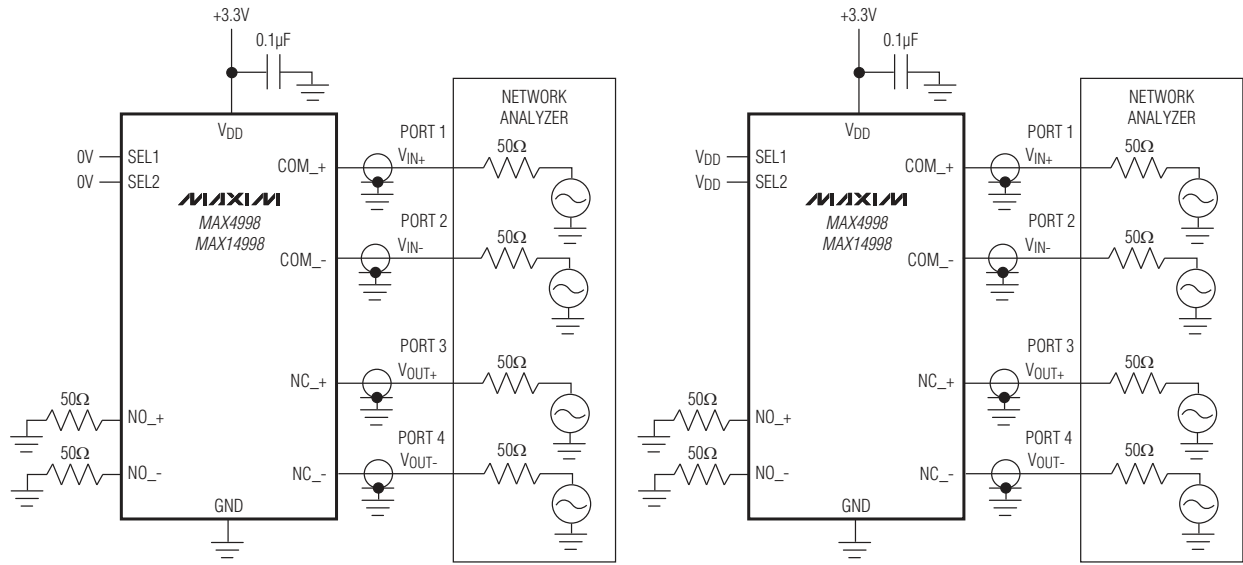 +3.3V
0.1µF
VDD
0V SEL1
0V SEL2
MAXIM
MAX4998
MAX14998
COM_+
COM_-
NC_+
NC_-
50Ω NO_+
50Ω NO_-
GND
NETWORK
ANALYZER
PORT 1
VIN+
50Ω
PORT 2
VIN-
50Ω
PORT 3
VOUT+
50Ω
PORT 4
VOUT-
50Ω
+3.3V
0.1µF
VDD
VDD SEL1
VDD SEL2
MAXIM
MAX4998
MAX14998
COM_+
COM_-
NC_+
NC_-
50Ω NO_+
50Ω NO_-
GND
NETWORK
ANALYZER
PORT 1
VIN+
50Ω
PORT 2
VIN-
50Ω
PORT 3
VOUT+
50Ω
PORT 4
VOUT-
50Ω